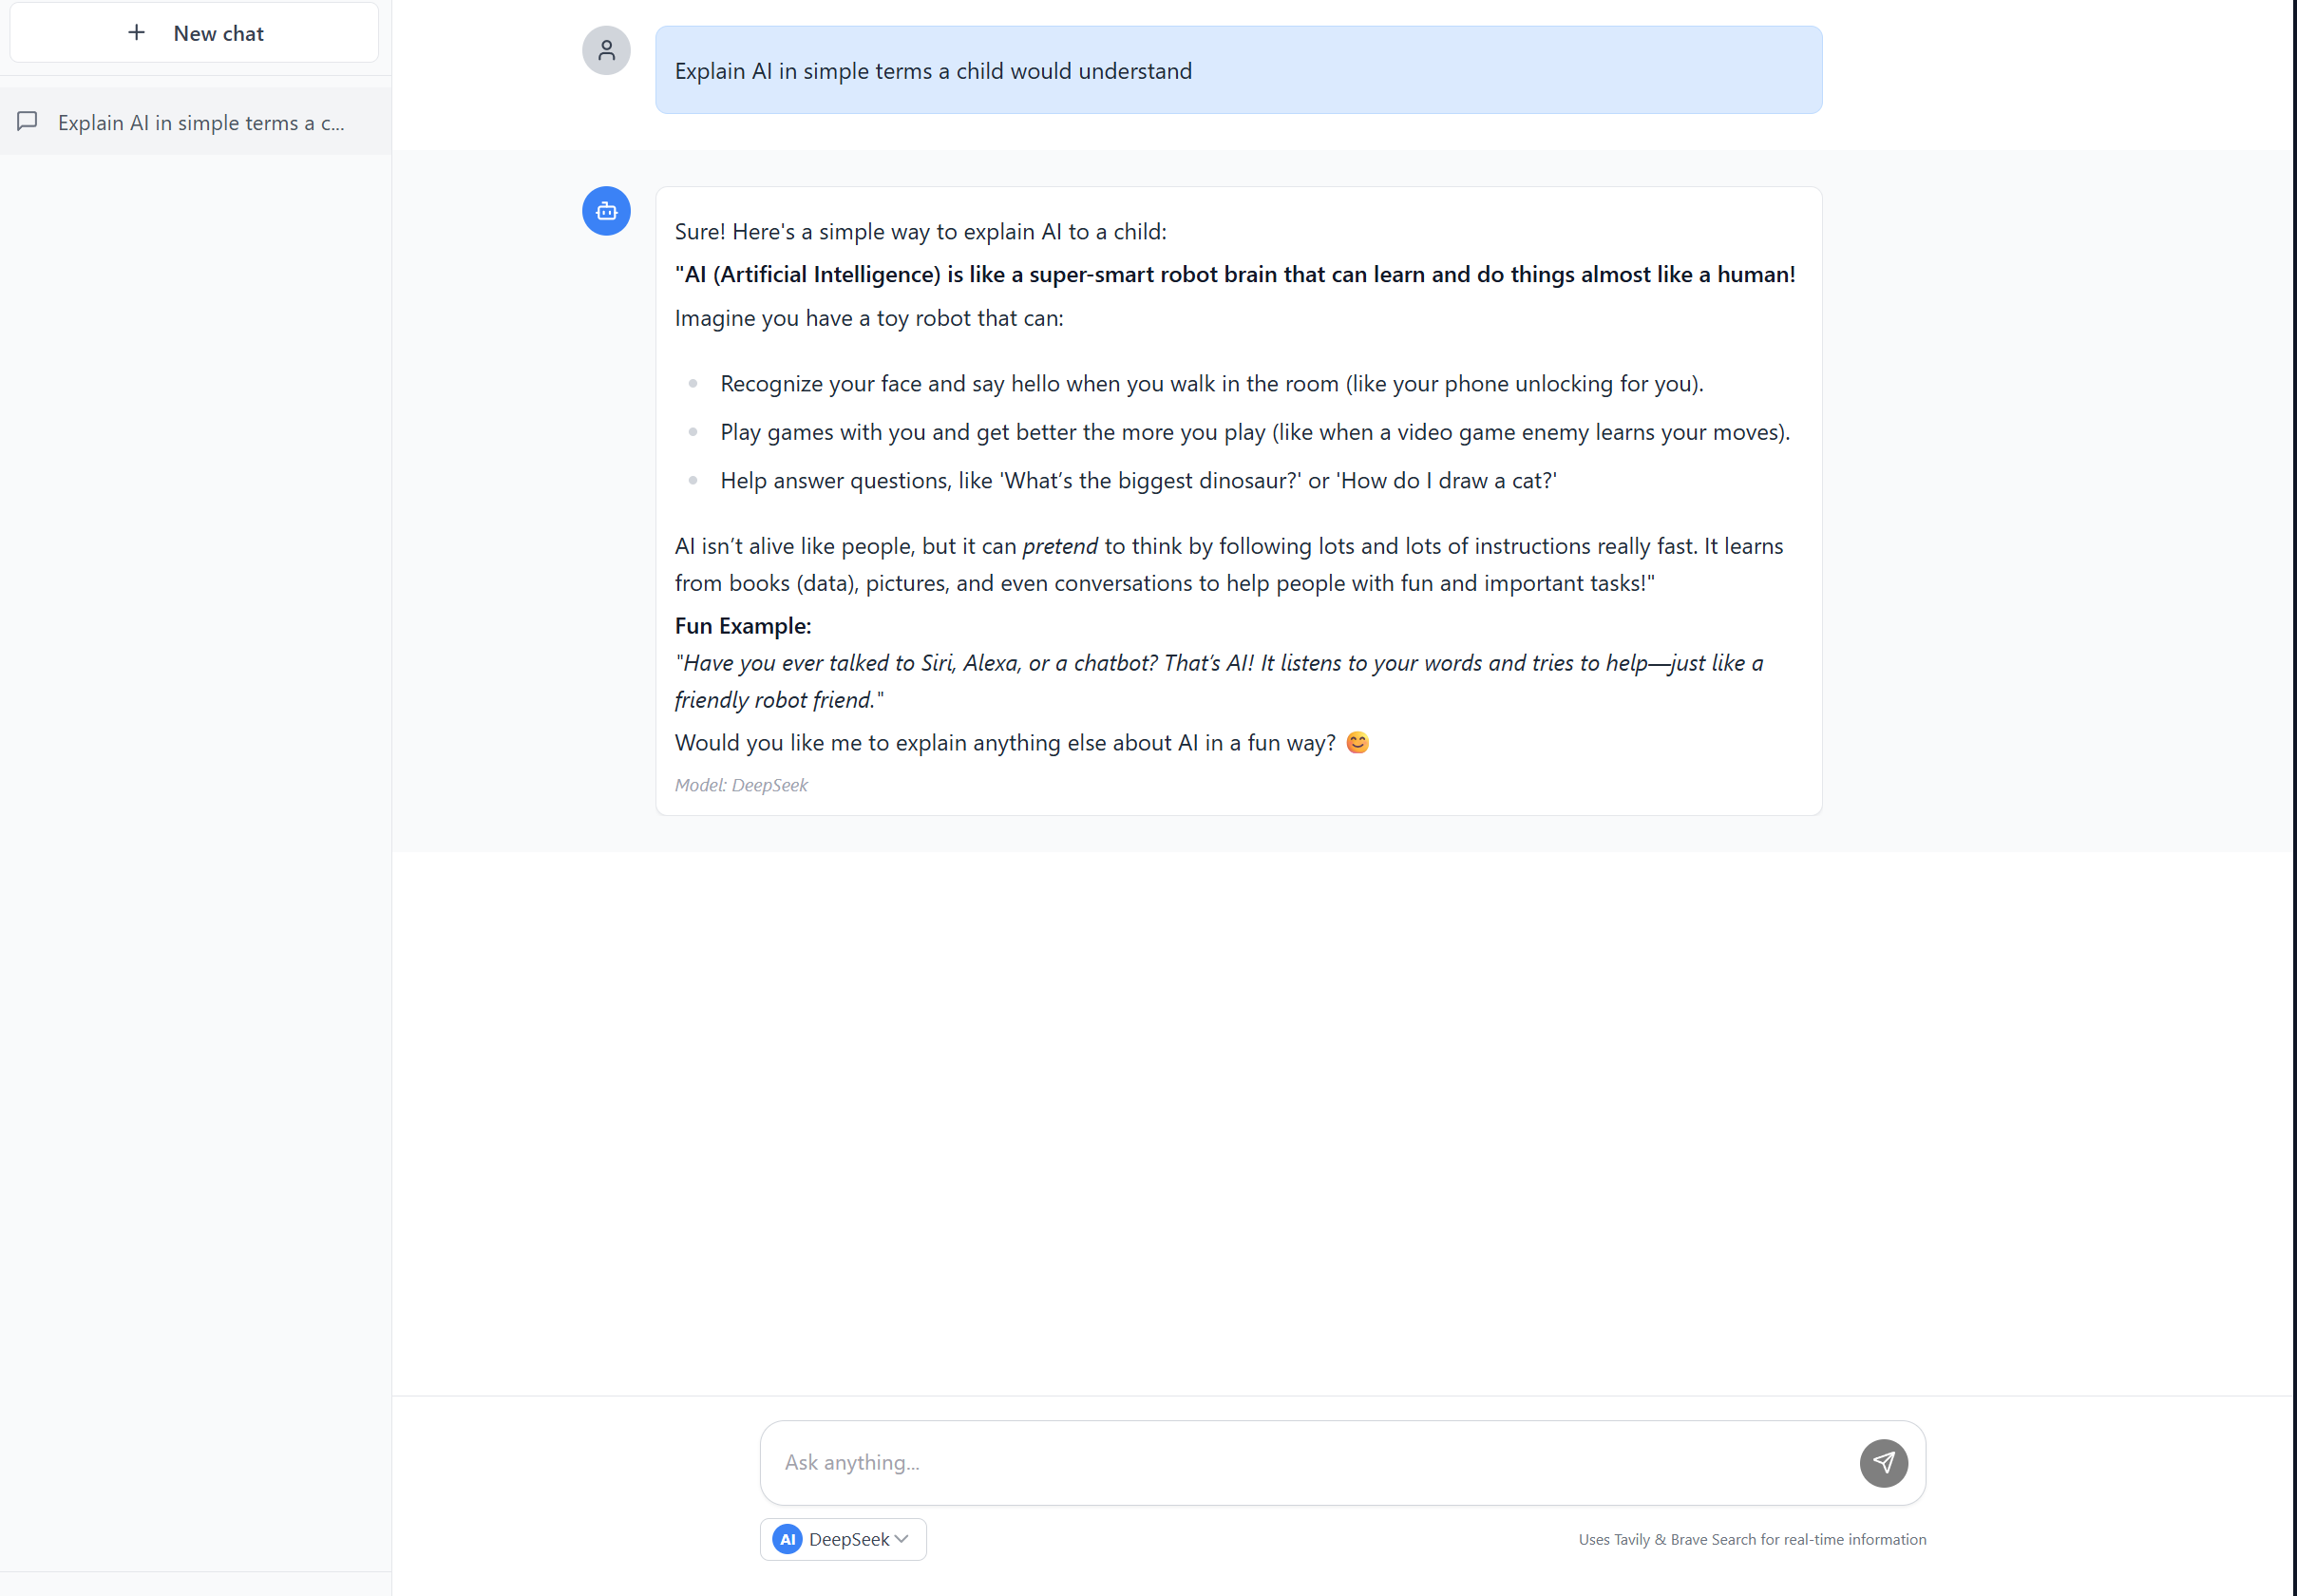 New chat
Explain AI in simple terms a c...
Explain AI in simple terms a child would understand
Sure! Here's a simple way to explain AI to a child:
"AI (Artificial Intelligence) is like a super-smart robot brain that can learn and do things almost like a human!
Imagine you have a toy robot that can:
Recognize your face and say hello when you walk in the room (like your phone unlocking for you).
Play games with you and get better the more you play (like when a video game enemy learns your moves).
Help answer questions, like 'What’s the biggest dinosaur?' or 'How do I draw a cat?'
AI isn’t alive like people, but it can pretend to think by following lots and lots of instructions really fast. It learns
from books (data), pictures, and even conversations to help people with fun and important tasks!"
Fun Example:
"Have you ever talked to Siri, Alexa, or a chatbot? That’s AI! It listens to your words and tries to help—just like a
friendly robot friend."
Would you like me to explain anything else about AI in a fun way? 😊
Model: DeepSeek
Ask anything...
AI DeepSeek
Uses Tavily & Brave Search for real-time information